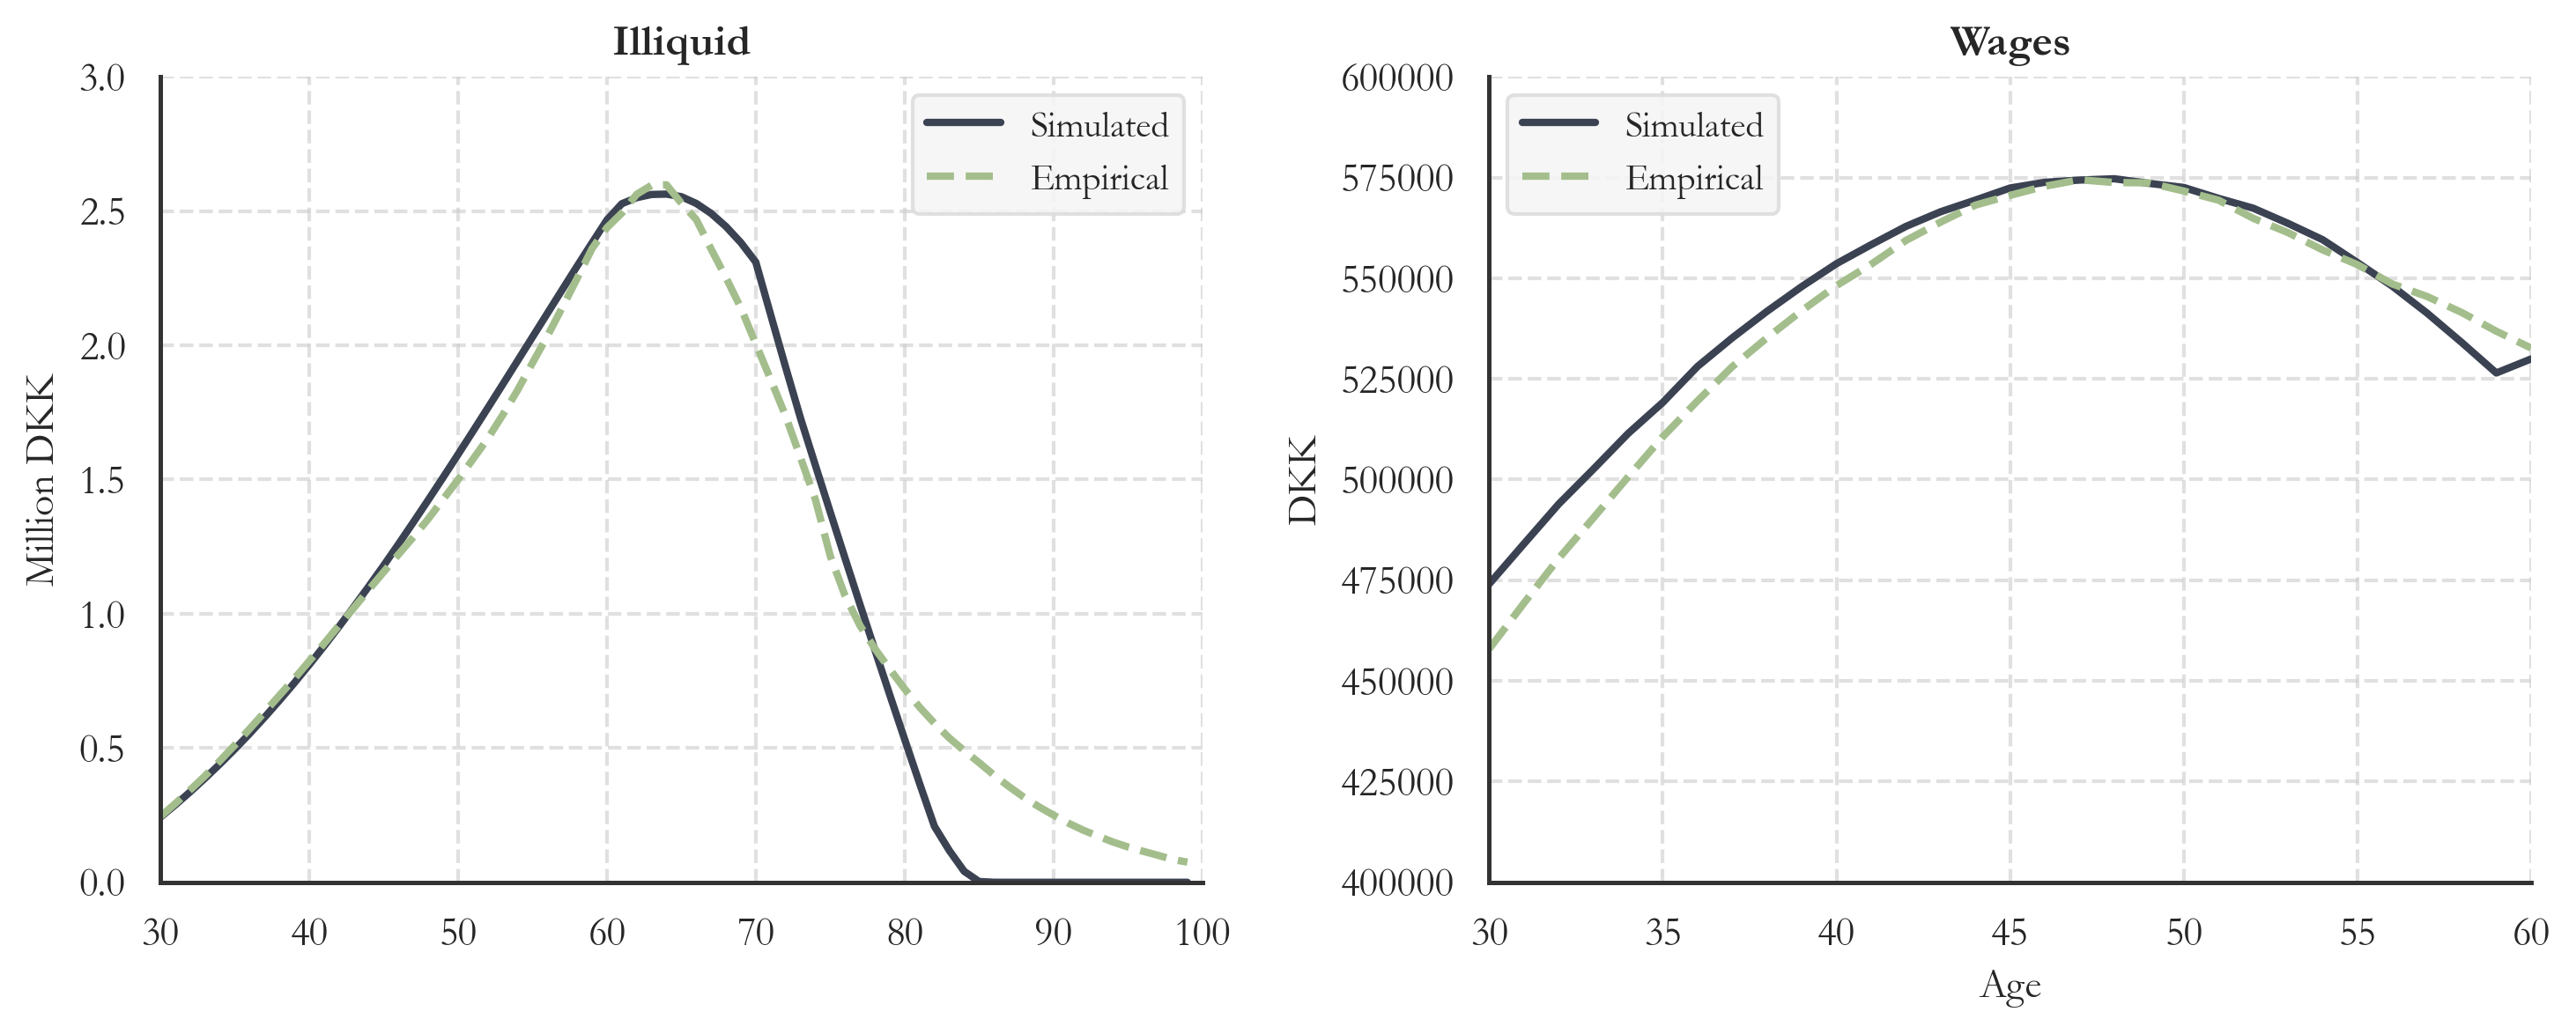 Illiquid
Million DKK
3.0
2.5
2.0
1.5
1.0
0.5
0.0
30 40 50 60 70 80 90 100
Simulated
Empirical
Wages
DKK
600000
575000
550000
525000
500000
475000
450000
425000
400000
30 35 40 45 50 55 60
Age
Simulated
Empirical